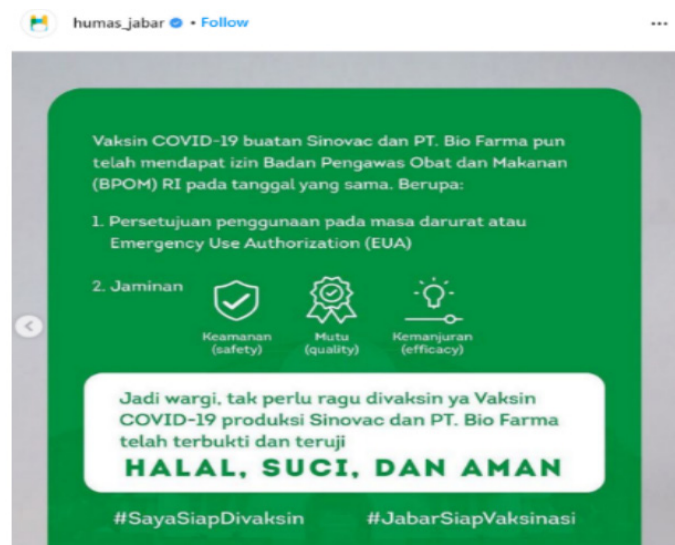 humas_jabar • Follow
Vaksin COVID-19 buatan Sinovac dan PT. Bio Farma pun
telah mendapat izin Badan Pengawas Obat dan Makanan
(BPOM) RI pada tanggal yang sama. Berupa:
1. Persetujuan penggunaan pada masa darurat atau
Emergency Use Authorization (EUA)
2. Jaminan
Keamanan
(safety)
Mutu
(quality)
Kemanjuran
(efficacy)
Jadi wargi, tak perlu ragu divaksin ya Vaksin
COVID-19 produksi Sinovac dan PT. Bio Farma
telah terbukti dan teruji
HALAL, SUCI, DAN AMAN
#SayaSiapDivaksin #JabarSiapVaksinasi